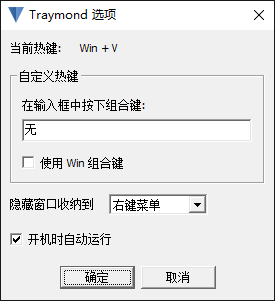 Traymond 选项
当前热键: Win + V
自定义热键
在输入框中按下组合键:
无
使用 Win 组合键
隐藏窗口收纳到 右键菜单
开机时自动运行
确定 取消